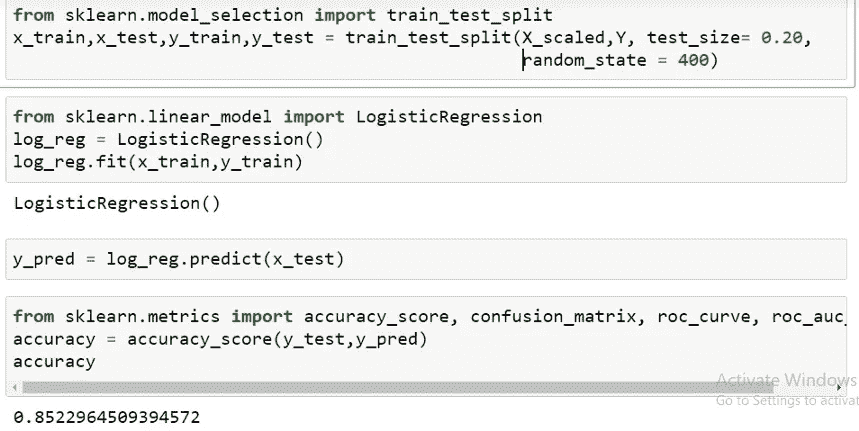 from sklearn.model_selection import train_test_split
x_train,x_test,y_train,y_test = train_test_split(X_scaled,Y, test_size= 0.20,
random_state = 400)
from sklearn.linear_model import LogisticRegression
log_reg = LogisticRegression()
log_reg.fit(x_train,y_train)
LogisticRegression()
y_pred = log_reg.predict(x_test)
from sklearn.metrics import accuracy_score, confusion_matrix, roc_curve, roc_auc_
accuracy = accuracy_score(y_test,y_pred)
accuracy
Activate Windows
Go to Settings to activat
0.8522964509394572